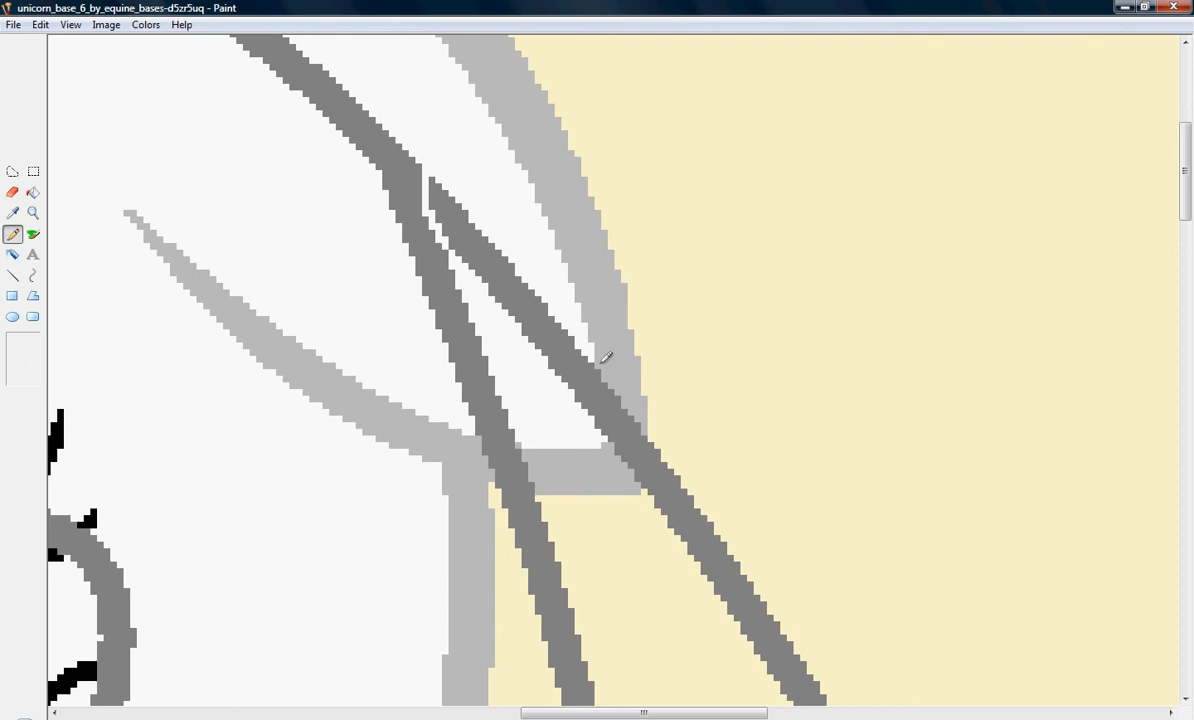 unicorn_base_6_by_equine_bases-d5zr5uq - Paint
File Edit View Image Colors Help
A